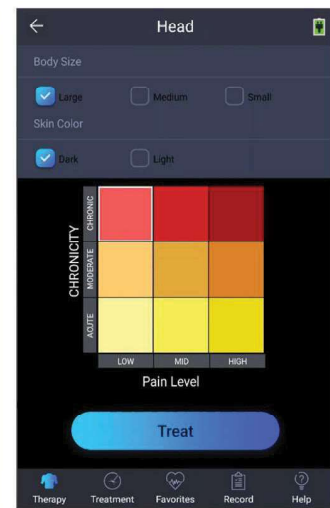 Head
Body Size
Large Medium Small
Skin Color
Dark Light
CHRONICITY
CHRONIC
MODERATE
ACUTE
LOW MID HIGH
Pain Level
Treat
Therapy Treatment Favorites Record Help